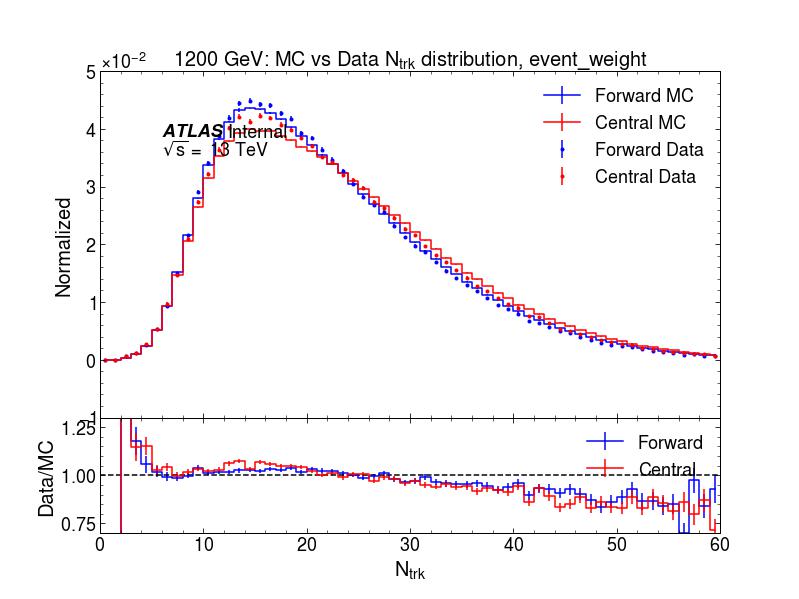 ×10⁻² 1200 GeV: MC vs Data N_trk distribution, event_weight
5
4
3
2
1
0
−1
Normalized
ATLAS Internal
√s = 13 TeV
Forward MC
Central MC
Forward Data
Central Data
1.25
1.00
0.75
Data/MC
Forward
Central
0 10 20 30 40 50 60
N_trk